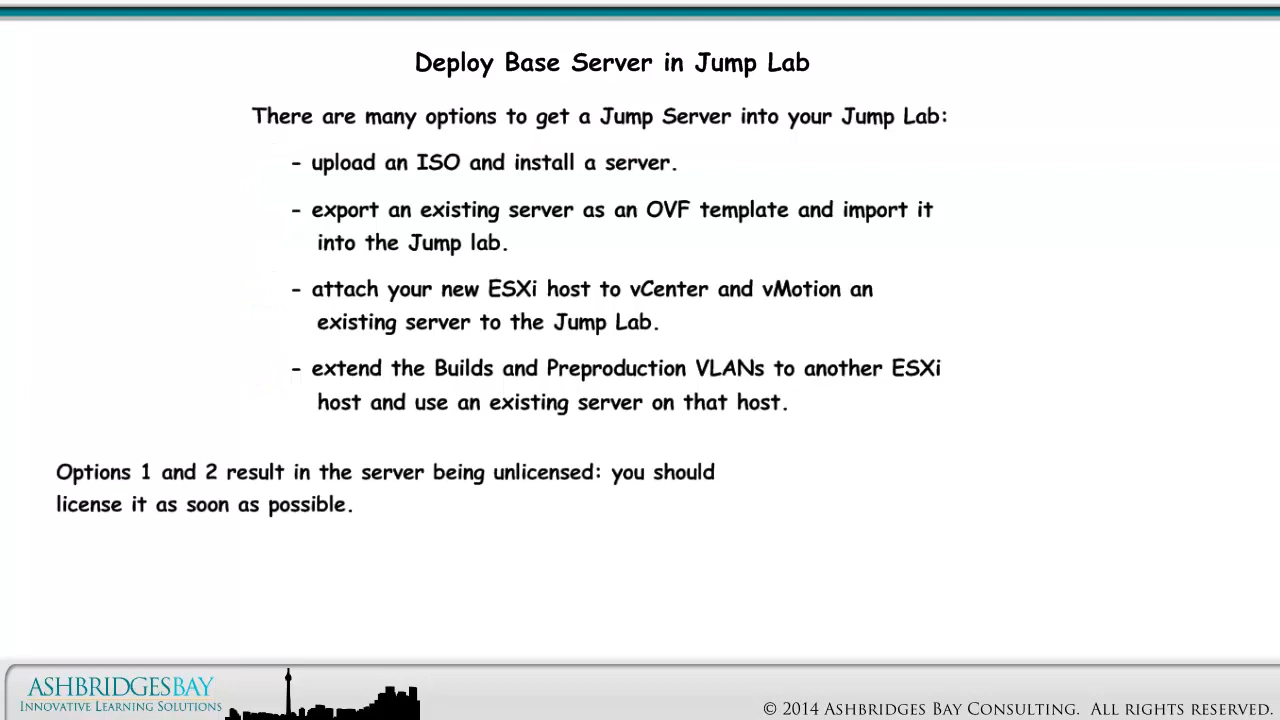 Deploy Base Server in Jump Lab
There are many options to get a Jump Server into your Jump Lab:
- upload an ISO and install a server.
- export an existing server as an OVF template and import it
into the Jump lab.
- attach your new ESXi host to vCenter and vMotion an
existing server to the Jump Lab.
- extend the Builds and Preproduction VLANs to another ESXi
host and use an existing server on that host.
Options 1 and 2 result in the server being unlicensed: you should
license it as soon as possible.
ASHBRIDGESBAY
INNOVATIVE LEARNING SOLUTIONS
© 2014 ASHBRIDGES BAY CONSULTING. ALL RIGHTS RESERVED.